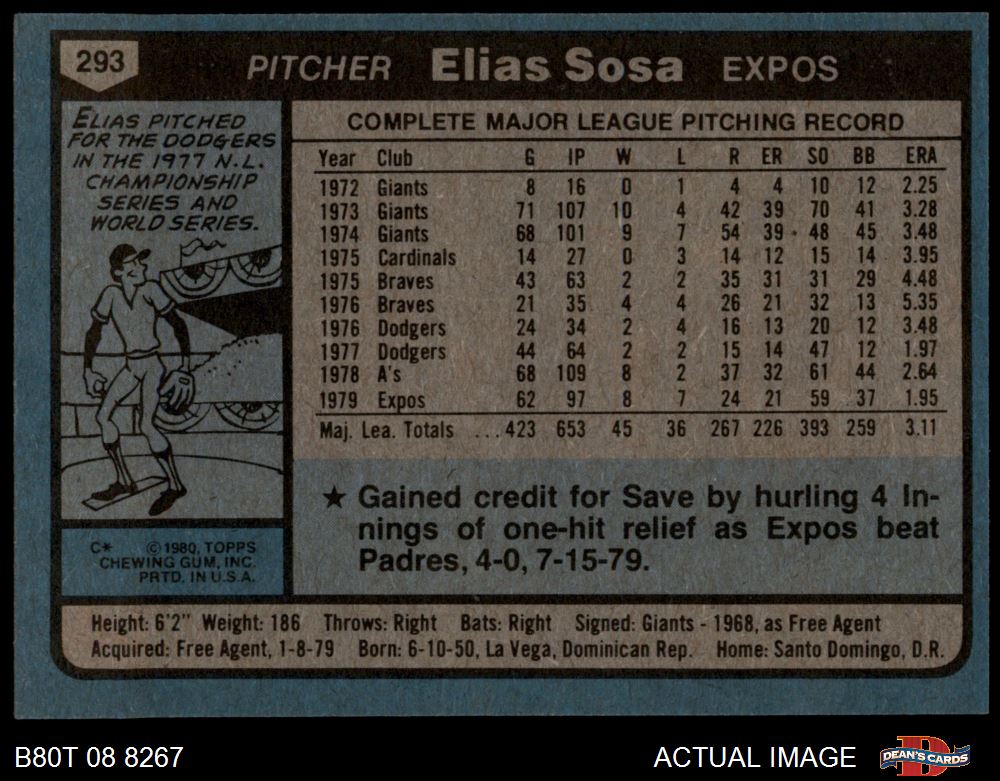 293
PITCHER Elias Sosa EXPOS
ELIAS PITCHED
FOR THE DODGERS
IN THE 1977 N.L.
CHAMPIONSHIP
SERIES AND
WORLD SERIES.
COMPLETE MAJOR LEAGUE PITCHING RECORD
Year Club G IP W L R ER SO BB ERA
1972 Giants 8 16 0 1 4 4 10 12 2.25
1973 Giants 71 107 10 4 42 39 70 41 3.28
1974 Giants 68 101 9 7 54 39 48 45 3.48
1975 Cardinals 14 27 0 3 14 12 15 14 3.95
1975 Braves 43 63 2 2 35 31 31 29 4.48
1976 Braves 21 35 4 4 26 21 32 13 5.35
1976 Dodgers 24 34 2 4 16 13 20 12 3.48
1977 Dodgers 44 64 2 2 15 14 47 12 1.97
1978 A's 68 109 8 2 37 32 61 44 2.64
1979 Expos 62 97 8 7 24 21 59 37 1.95
Maj. Lea. Totals ...423 653 45 36 267 226 393 259 3.11
★ Gained credit for Save by hurling 4 In-
nings of one-hit relief as Expos beat
Padres, 4-0, 7-15-79.
C* ©1980, TOPPS
CHEWING GUM, INC.
PRTD. IN U.S.A.
Height: 6'2" Weight: 186 Throws: Right Bats: Right Signed: Giants - 1968, as Free Agent
Acquired: Free Agent, 1-8-79 Born: 6-10-50, La Vega, Dominican Rep. Home: Santo Domingo, D.R.
B80T 08 8267
ACTUAL IMAGE
DEAN'S CARDS